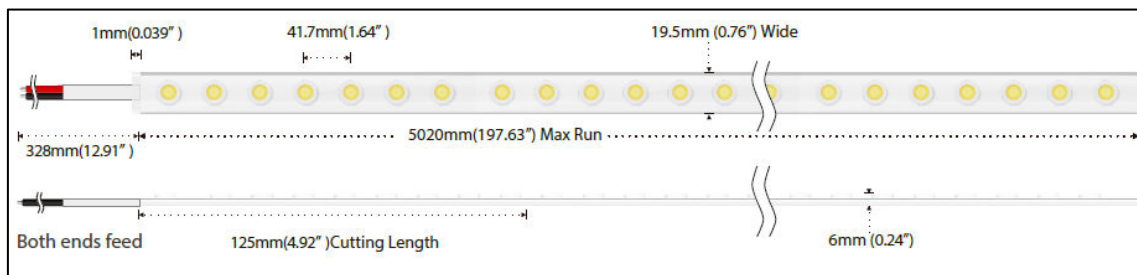 1mm(0.039” )
41.7mm(1.64” )
19.5mm (0.76”) Wide
5020mm(197.63”) Max Run
328mm(12.91” )
Both ends feed
125mm(4.92” )Cutting Length
6mm (0.24”)